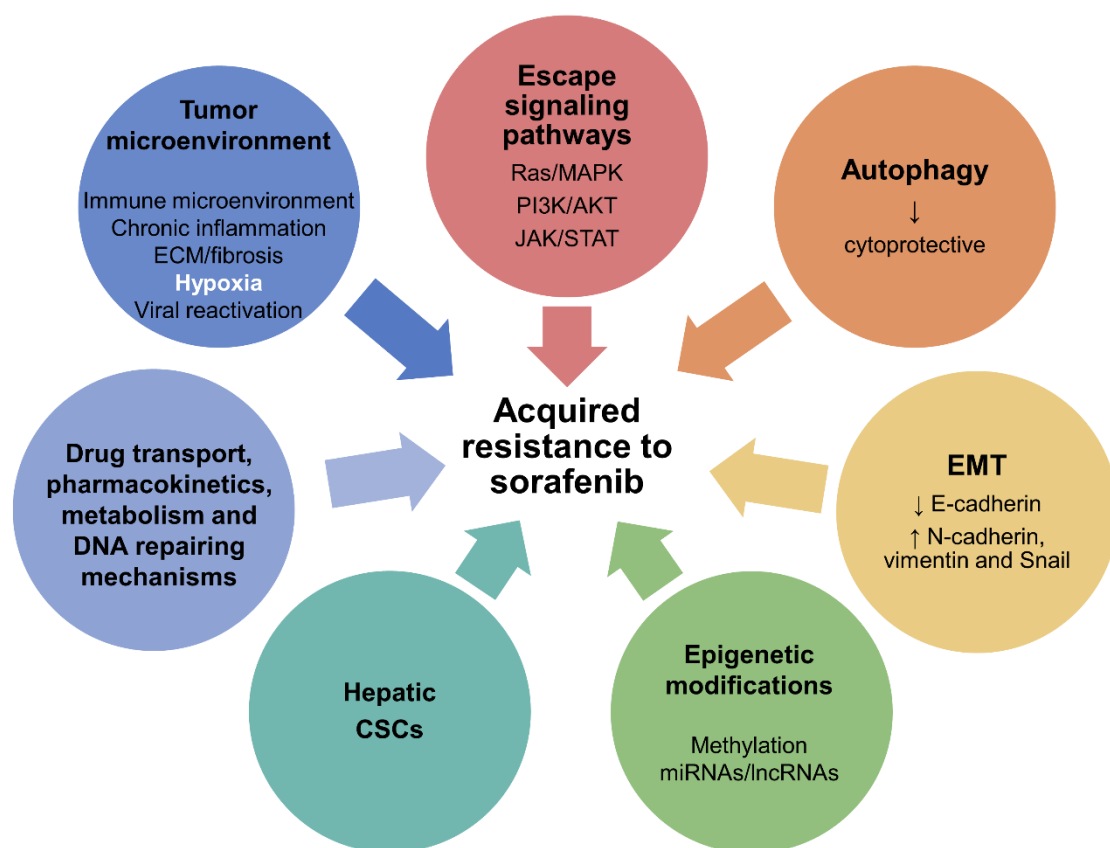 Tumor
microenvironment
Immune microenvironment
Chronic inflammation
ECM/fibrosis
Hypoxia
Viral reactivation
Escape
signaling
pathways
Ras/MAPK
PI3K/AKT
JAK/STAT
Autophagy
↓
cytoprotective
Drug transport,
pharmacokinetics,
metabolism and
DNA repairing
mechanisms
Acquired
resistance to
sorafenib
EMT
↓ E-cadherin
↑ N-cadherin,
vimentin and Snail
Hepatic
CSCs
Epigenetic
modifications
Methylation
miRNAs/lncRNAs